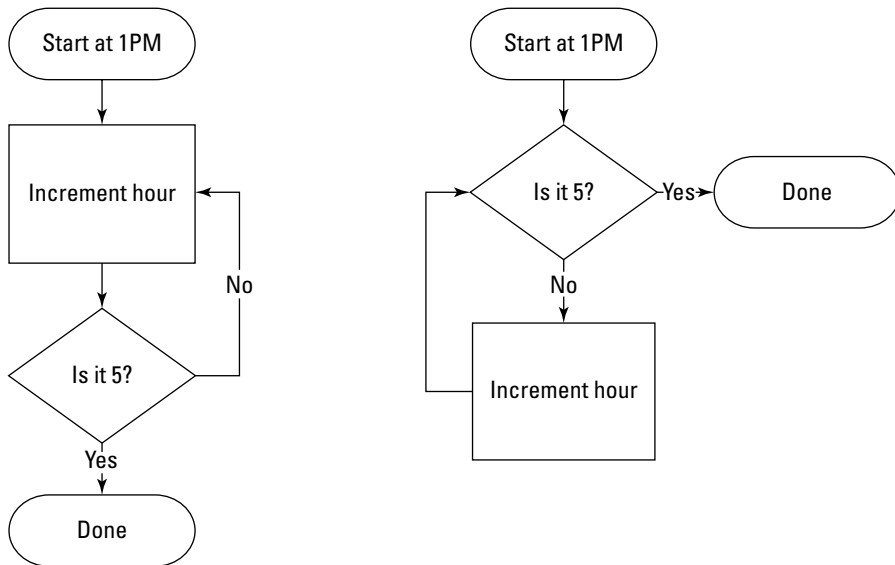 Start at 1PM
Increment hour
No
Is it 5?
Yes
Done
Start at 1PM
Is it 5?
Yes
Done
No
Increment hour